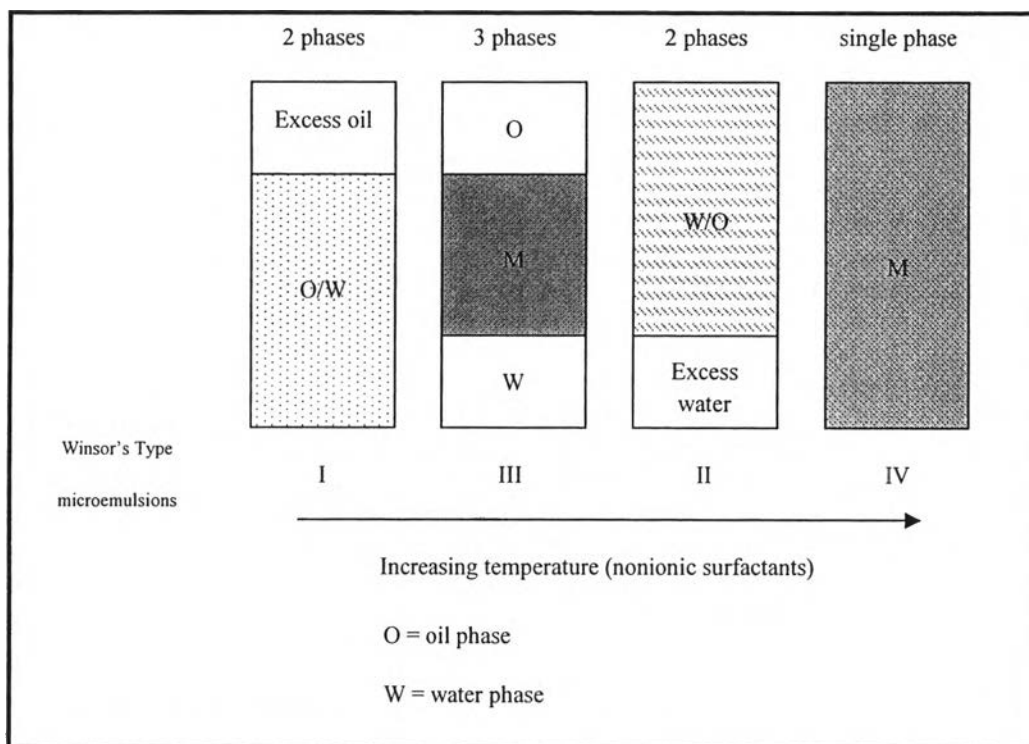 2 phases 3 phases 2 phases single phase
Excess oil
O
O/W
M
W/O
M
W
Excess
water
Winsor's Type
microemulsions
I III II IV
Increasing temperature (nonionic surfactants)
O = oil phase
W = water phase